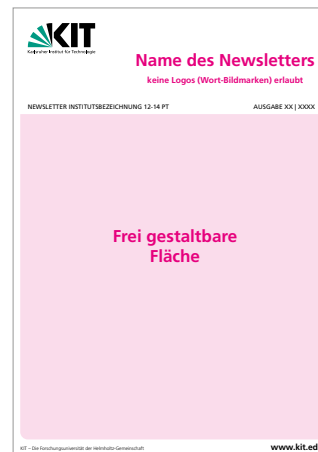 KIT
Karlsruher Institut für Technologie
Name des Newsletters
keine Logos (Wort-Bildmarken) erlaubt
NEWSLETTER INSTITUTSBEZEICHNUNG 12-14 PT AUSGABE XX | XXXX
Frei gestaltbare
Fläche
KIT – Die Forschungsuniversität der Helmholtz-Gemeinschaft www.kit.ed